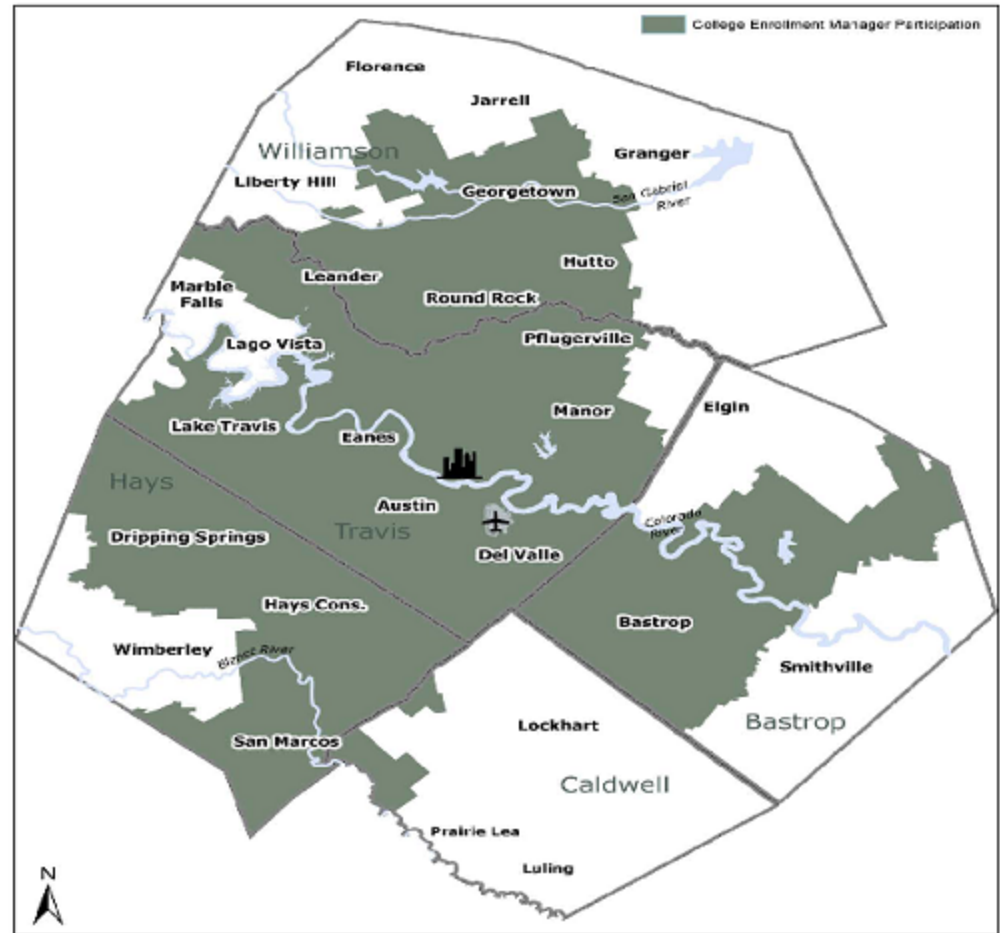 College Enrollment Manager Participation
Florence
Jarrell
Williamson
Granger
Liberty Hill
Georgetown
San Gabriel
River
Hutto
Leander
Marble
Falls
Round Rock
Pflugerville
Lago Vista
Elgin
Manor
Lake Travis
Eanes
Hays
Austin
Colorado
River
Travis
Dripping Springs
Del Valle
Hays Cons.
Bastrop
Wimberley
Blanco River
Smithville
Bastrop
Lockhart
San Marcos
Caldwell
Prairie Lea
Luling
N